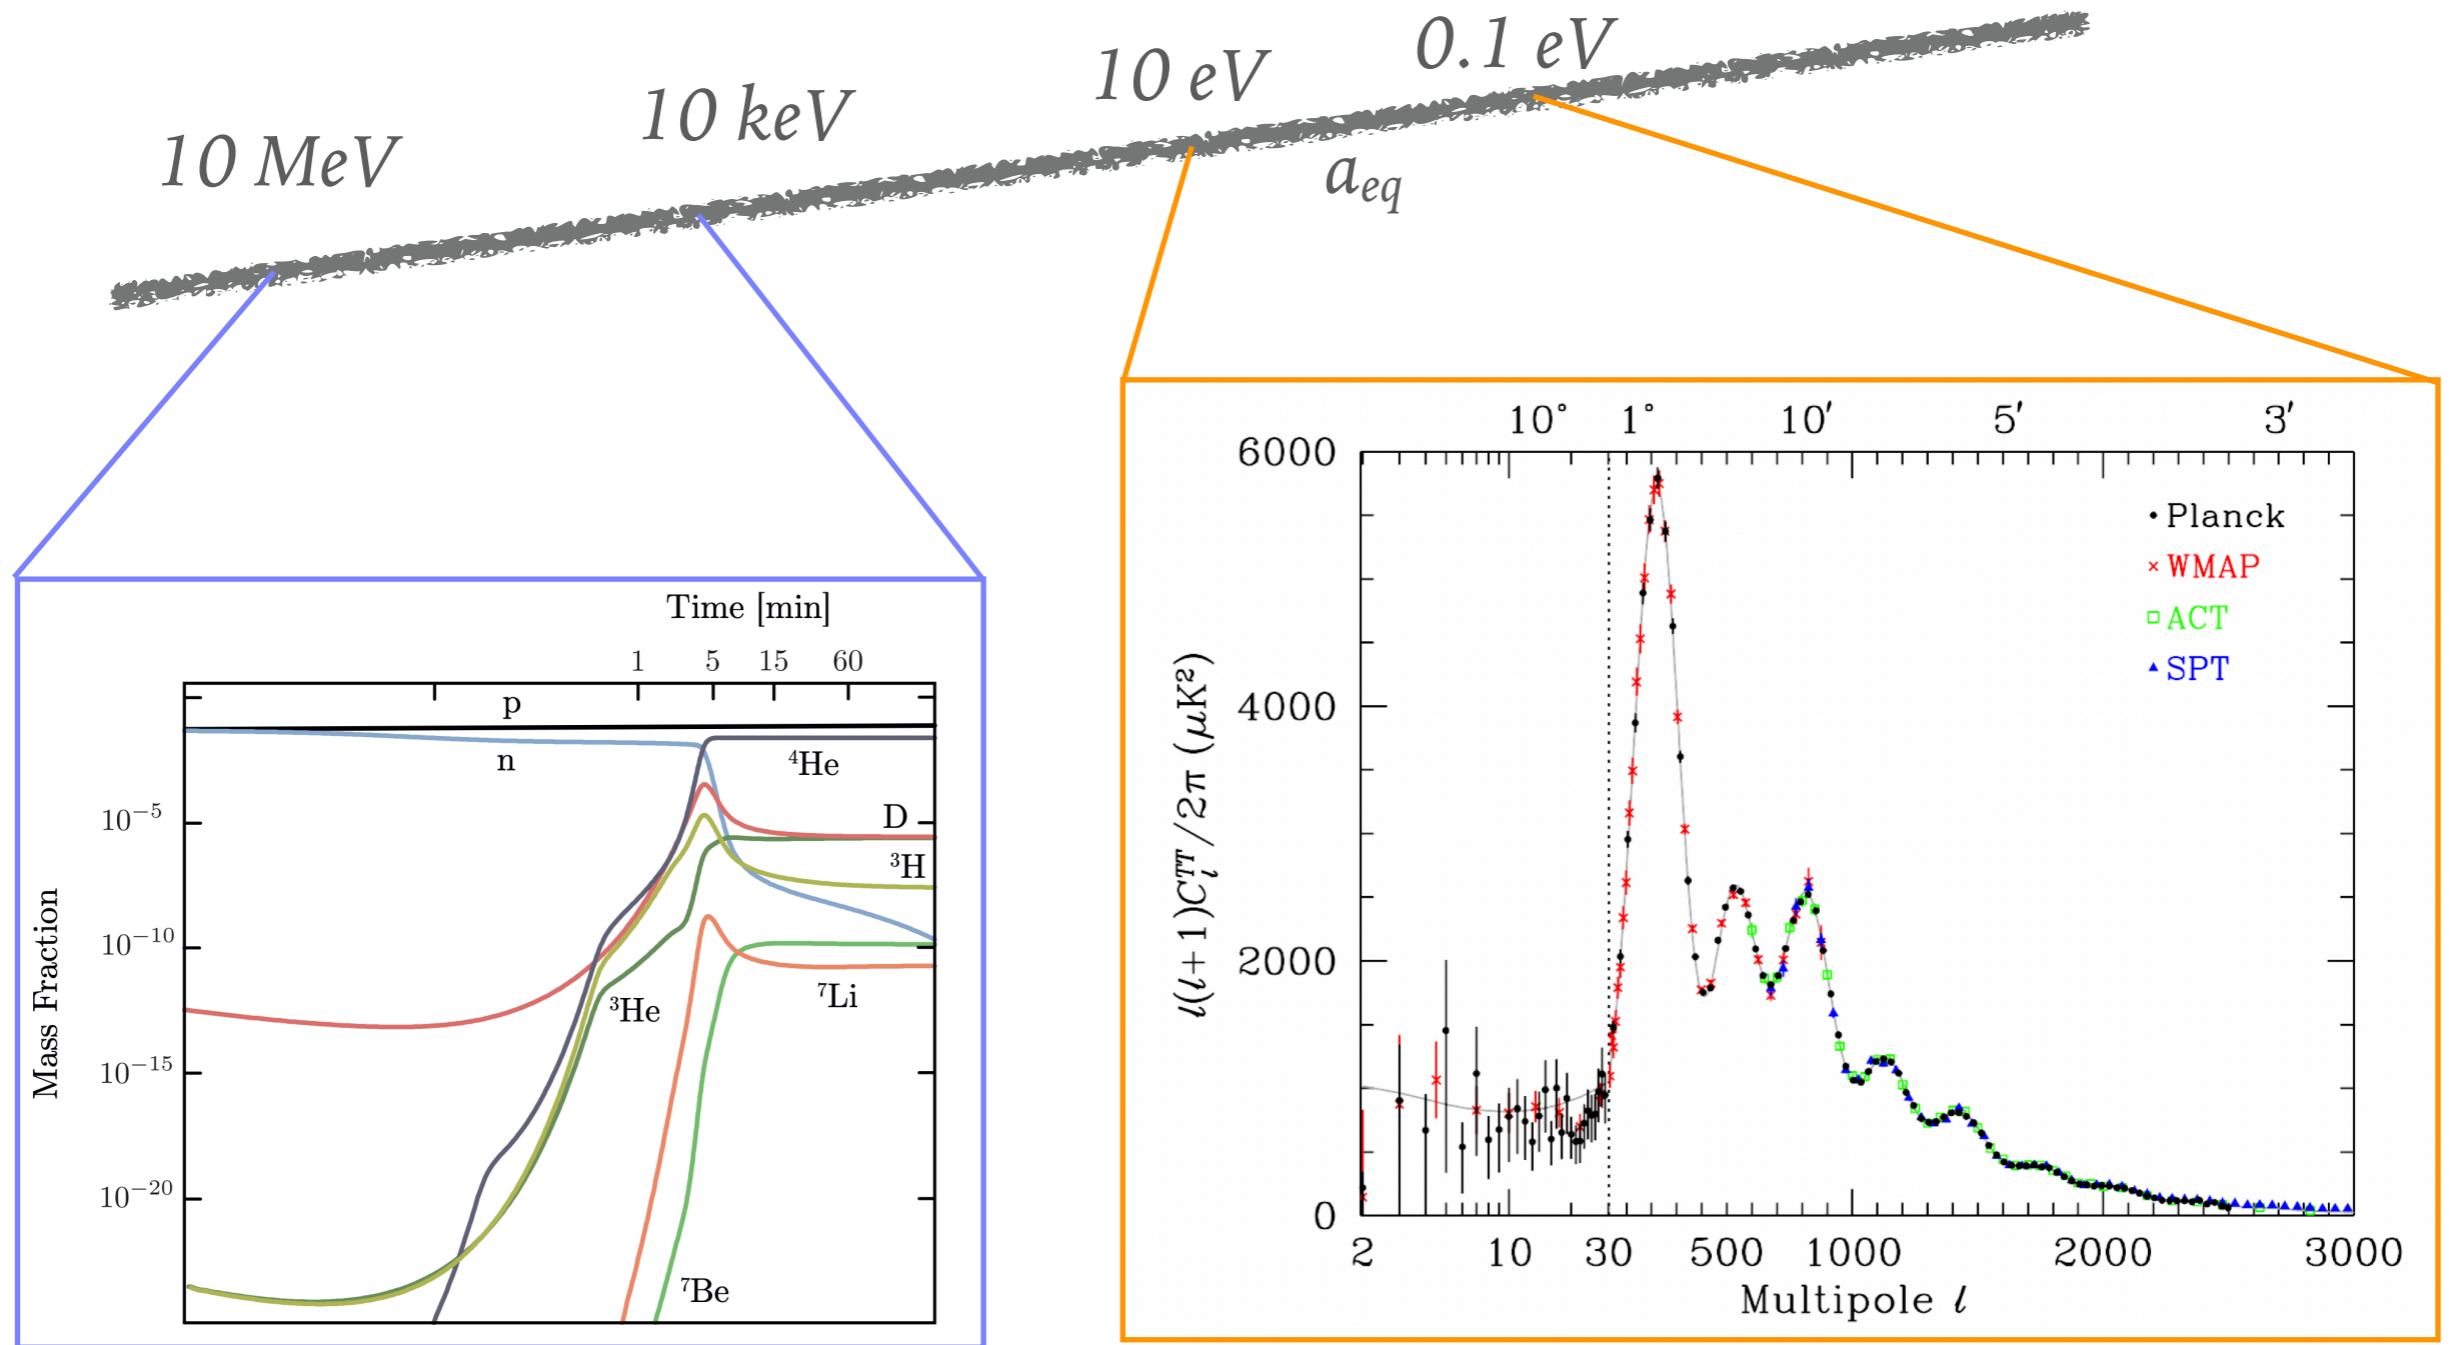 10 MeV
10 keV
10 eV
0.1 eV
a_eq
Time [min]
1 5 15 60
p
n
⁴He
D
³H
³He
⁷Li
⁷Be
10⁻⁵
10⁻¹⁰
10⁻¹⁵
10⁻²⁰
Mass Fraction
10° 1° 10′ 5′ 3′
6000
4000
2000
0
ℓ(ℓ+1)C_ℓ^TT/2π (μK²)
Planck
WMAP
ACT
SPT
2 10 30 500 1000 2000 3000
Multipole ℓ